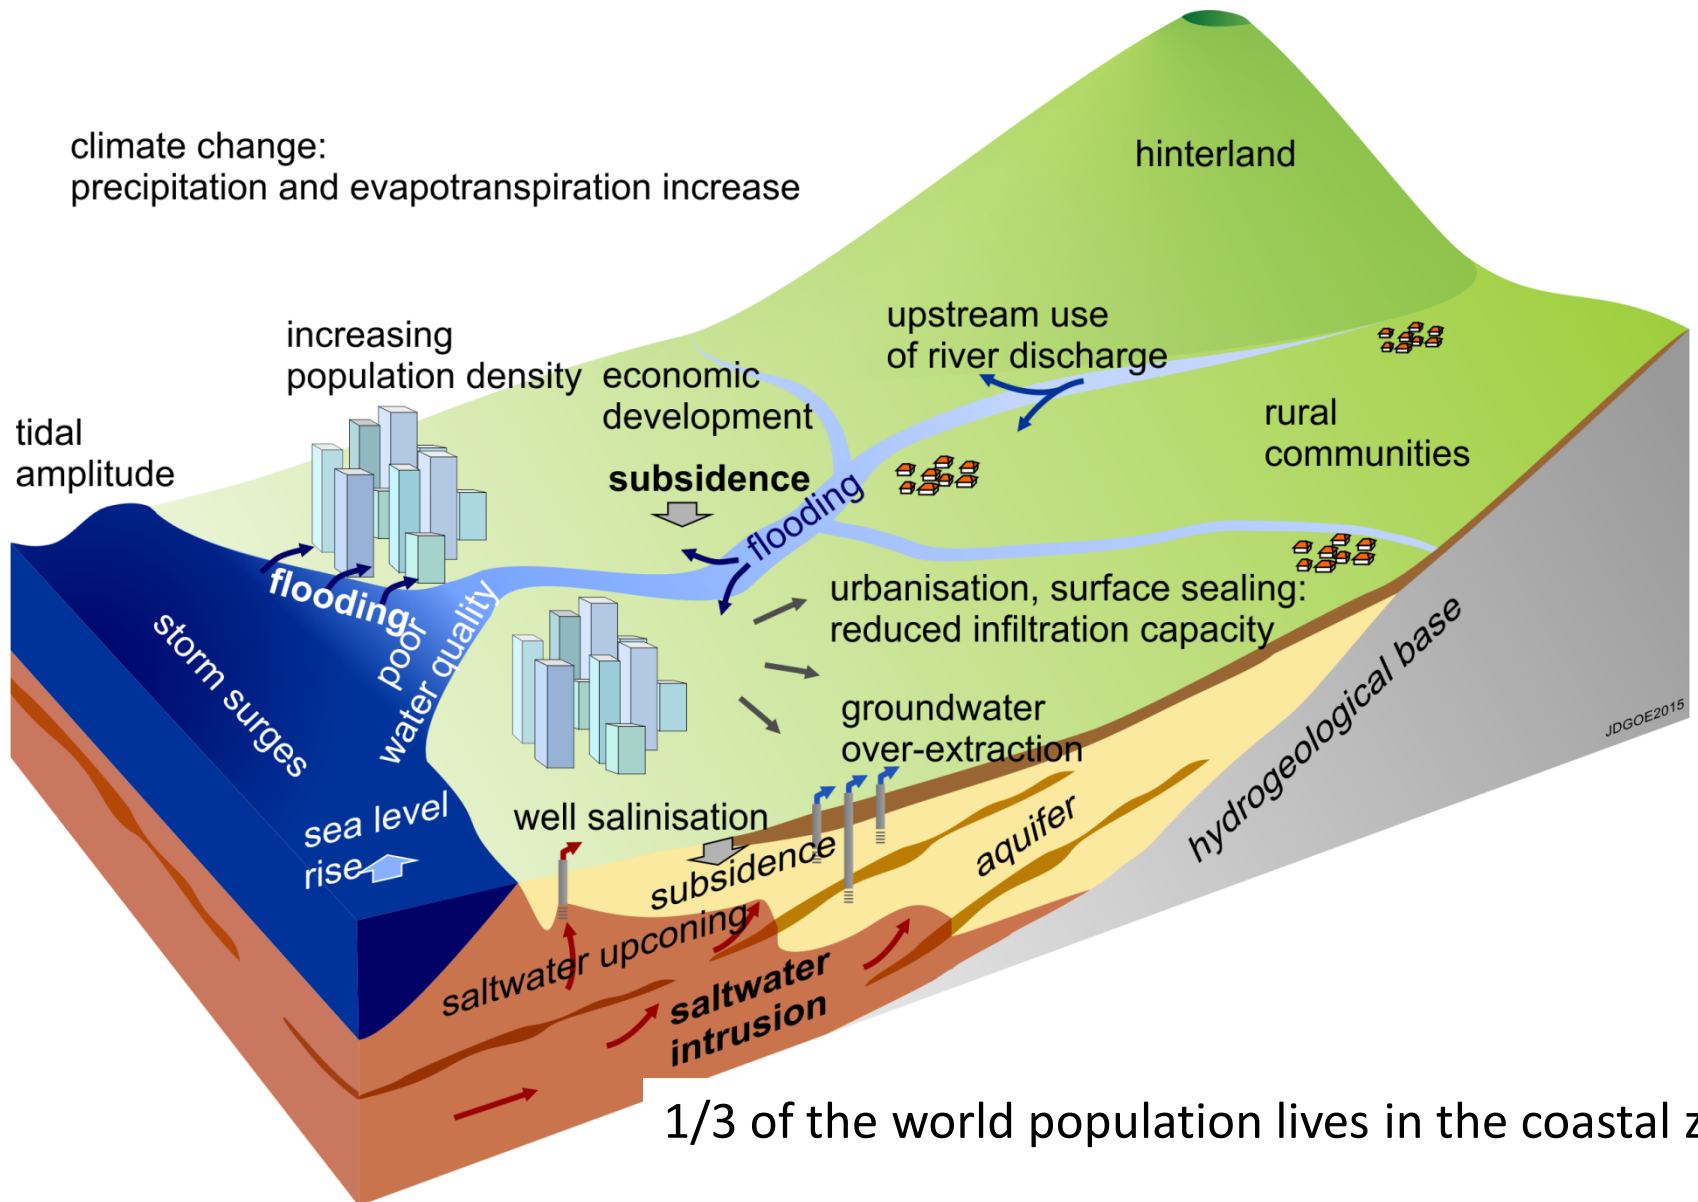 climate change:
precipitation and evapotranspiration increase
hinterland
increasing
population density
upstream use
of river discharge
economic
development
tidal
amplitude
rural
communities
subsidence
flooding
flooding
poor
water quality
storm surges
urbanisation, surface sealing:
reduced infiltration capacity
groundwater
over-extraction
hydrogeological base
JDGOE2015
sea level
rise
well salinisation
subsidence
aquifer
saltwater upconing
saltwater
intrusion
1/3 of the world population lives in the coastal z